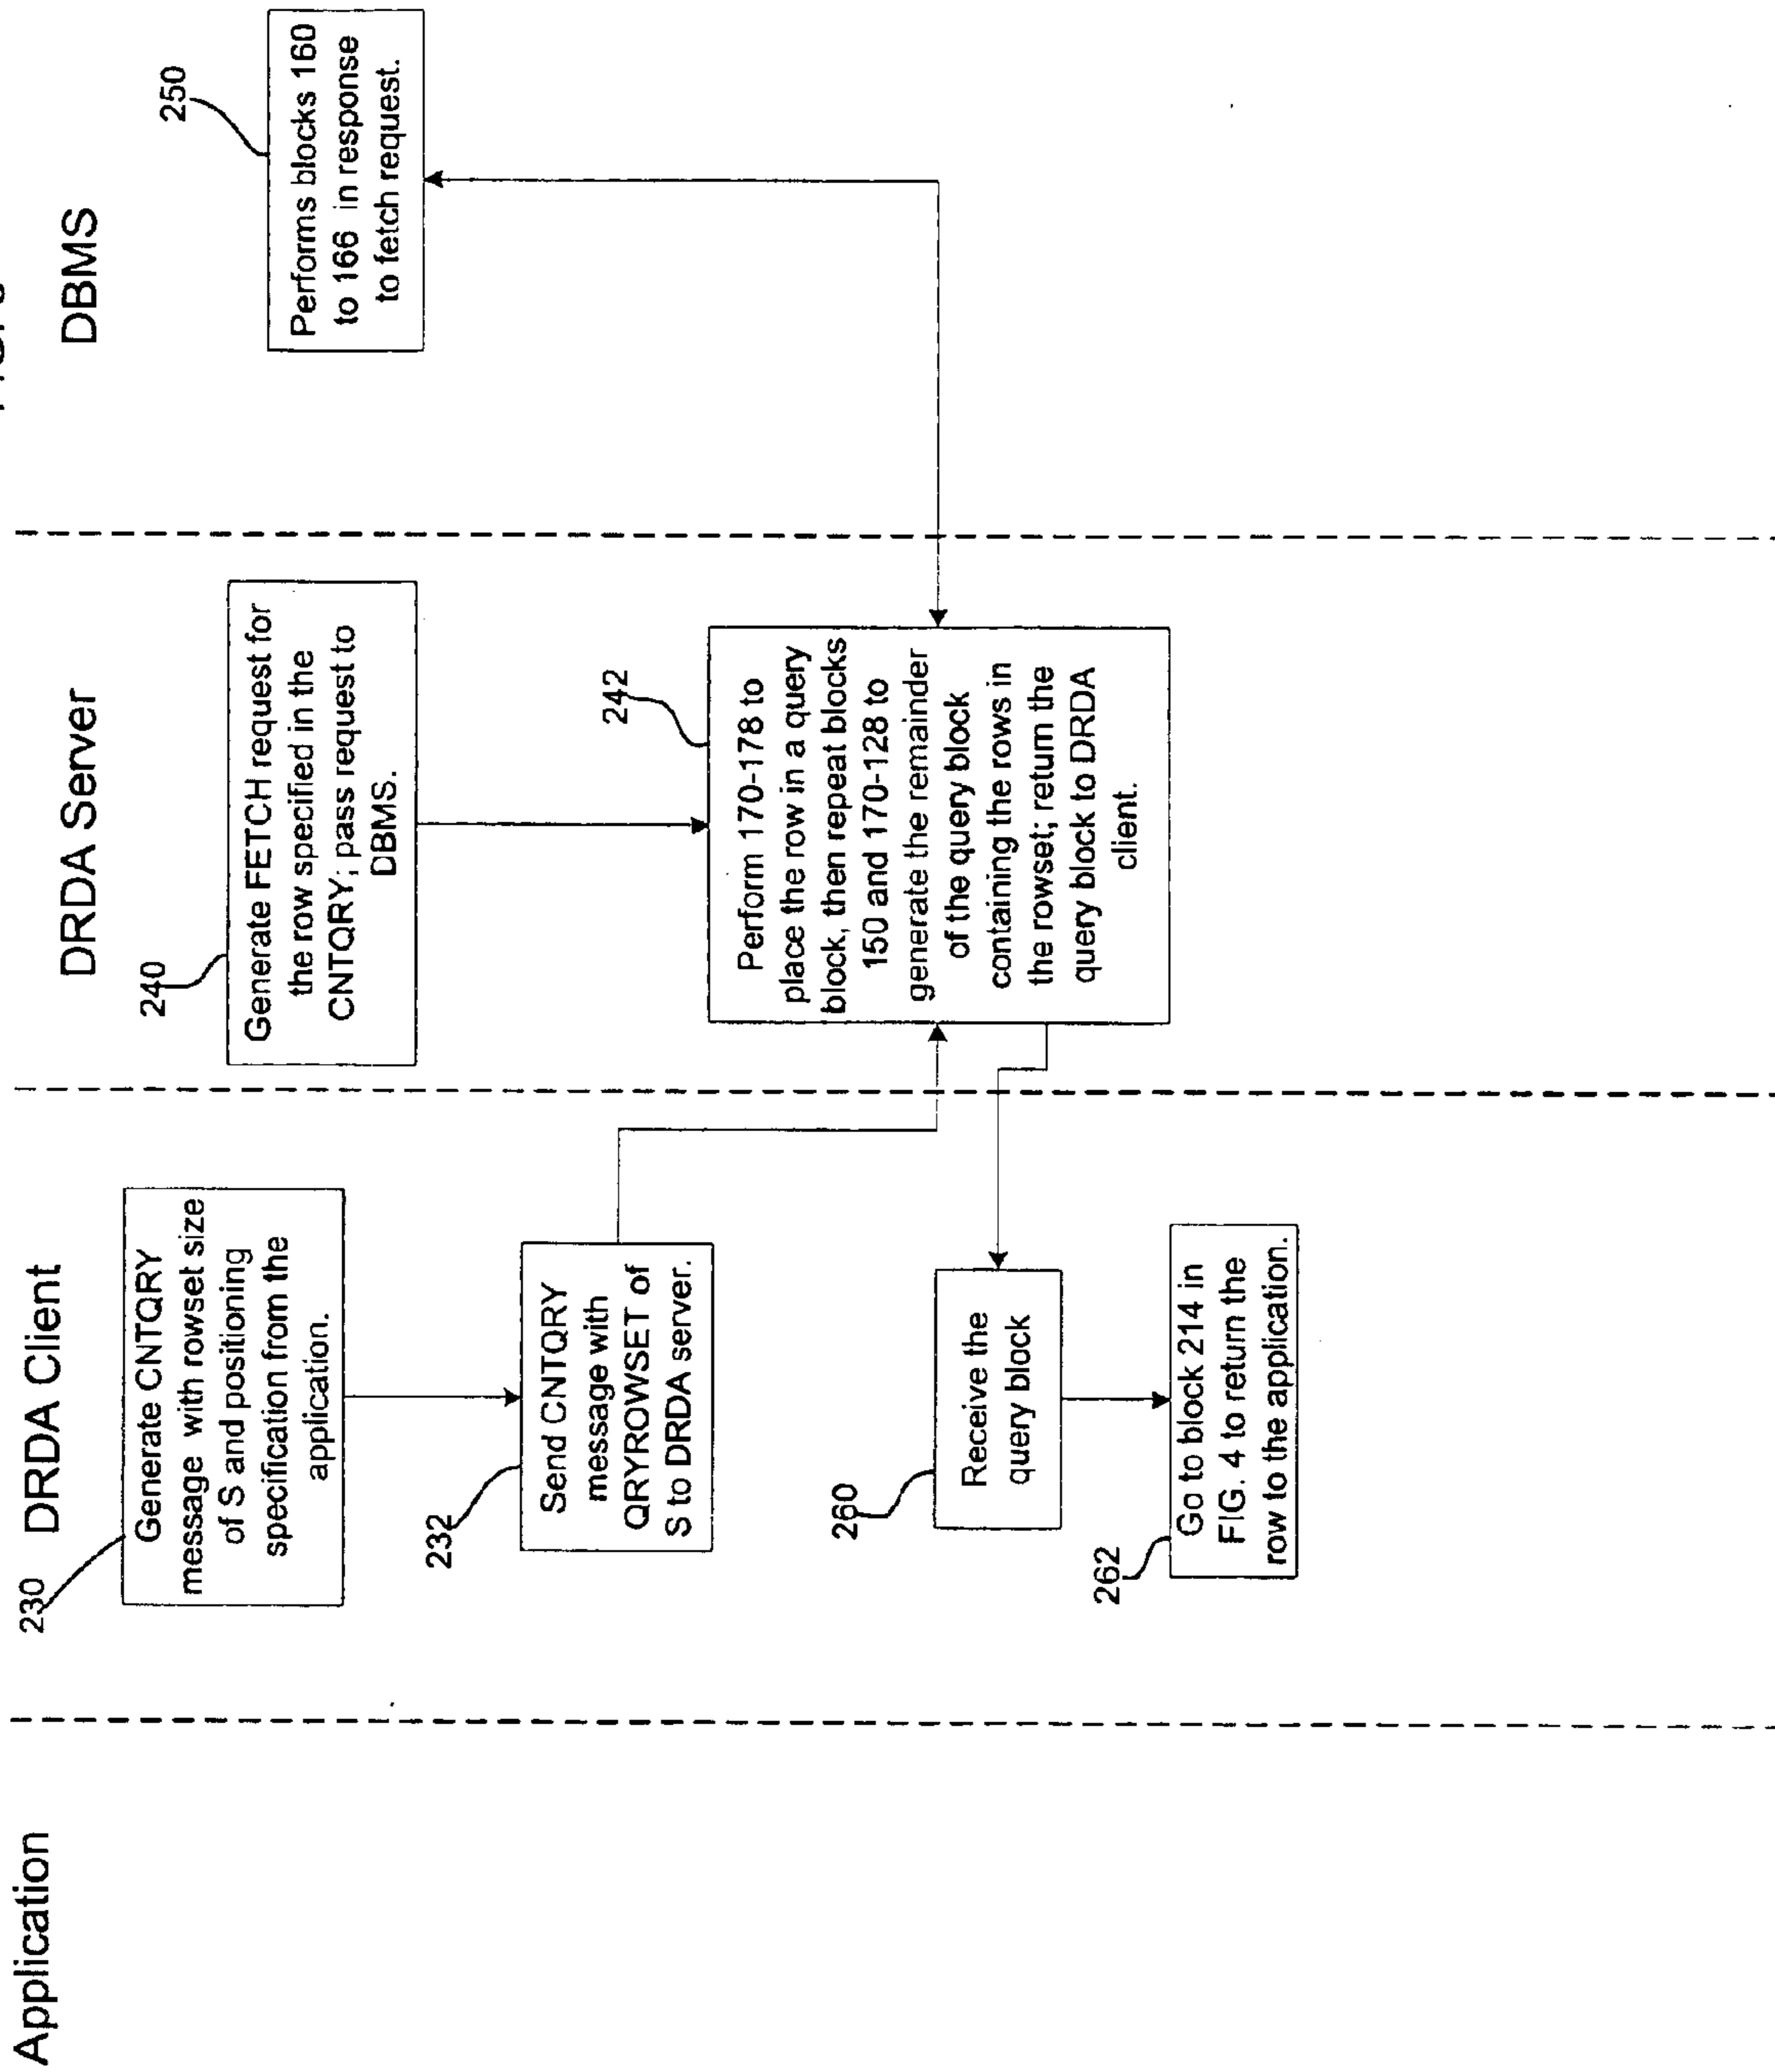 Application
230
DRDA Client
Generate CNTQRY
message with rowset size
of S and positioning
specification from the
application.
232
Send CNTQRY
message with
QRYROWSET of
S to DRDA server.
260
Receive the
query block
262
Go to block 214 in
FIG. 4 to return the
row to the application.
DRDA Server
240
Generate FETCH request for
the row specified in the
CNTQRY; pass request to
DBMS.
242
Perform 170-178 to
place the row in a query
block, then repeat blocks
150 and 170-128 to
generate the remainder
of the query block
containing the rows in
the rowset; return the
query block to DRDA
client.
DBMS
250
Performs blocks 160
to 166 in response
to fetch request.